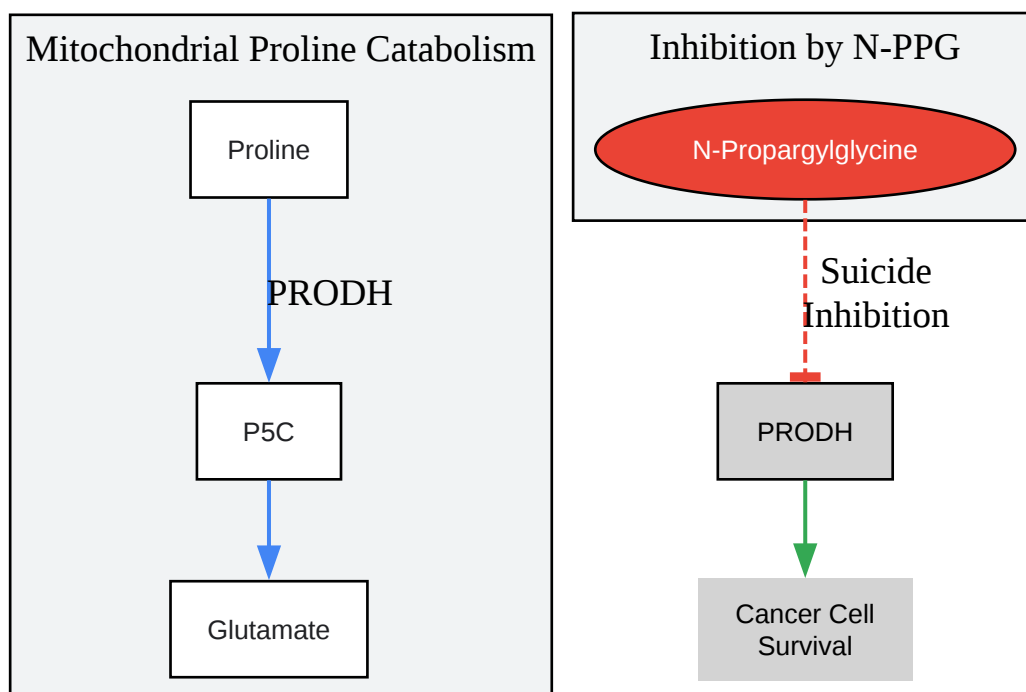 Mitochondrial Proline Catabolism
Proline
PRODH
P5C
Glutamate
Inhibition by N-PPG
N-Propargylglycine
Suicide
Inhibition
PRODH
Cancer Cell
Survival